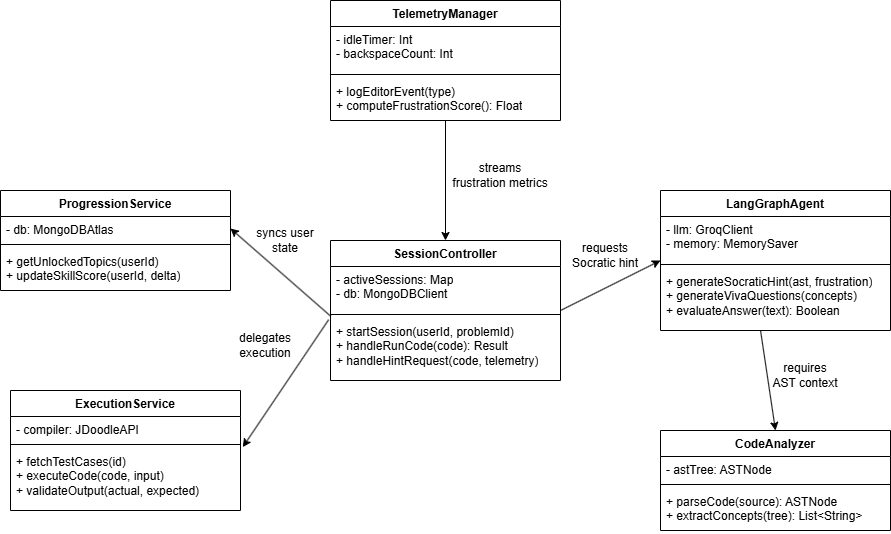 TelemetryManager
- idleTimer: Int
- backspaceCount: Int
+ logEditorEvent(type)
+ computeFrustrationScore(): Float
streams
frustration metrics
ProgressionService
- db: MongoDBAtlas
+ getUnlockedTopics(userId)
+ updateSkillScore(userId, delta)
syncs user
state
SessionController
- activeSessions: Map
- db: MongoDBClient
+ startSession(userId, problemId)
+ handleRunCode(code): Result
+ handleHintRequest(code, telemetry)
requests
Socratic hint
LangGraphAgent
- llm: GroqClient
- memory: MemorySaver
+ generateSocraticHint(ast, frustration)
+ generateVivaQuestions(concepts)
+ evaluateAnswer(text): Boolean
delegates
execution
requires
AST context
ExecutionService
- compiler: JDoodleAPI
+ fetchTestCases(id)
+ executeCode(code, input)
+ validateOutput(actual, expected)
CodeAnalyzer
- astTree: ASTNode
+ parseCode(source): ASTNode
+ extractConcepts(tree): List<String>